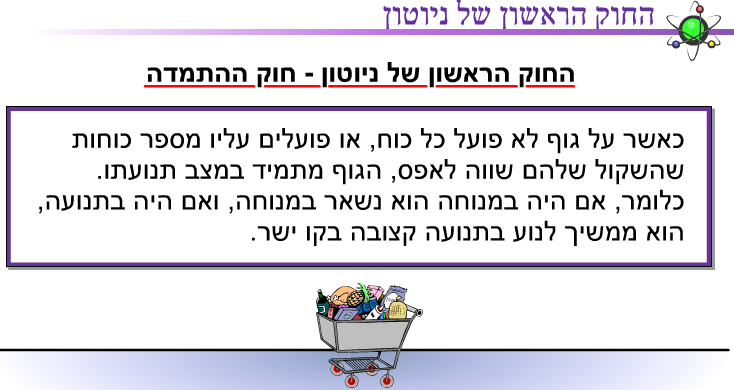 החוק הראשון של ניוטון
החוק הראשון של ניוטון - חוק ההתמדה
כאשר על גוף לא פועל כל כוח, או פועלים עליו מספר כוחות
שהשקול שלהם שווה לאפס, הגוף מתמיד במצב תנועתו.
כלומר, אם היה במנוחה הוא נשאר במנוחה, ואם היה בתנועה,
הוא ממשיך לנוע בתנועה קצובה בקו ישר.